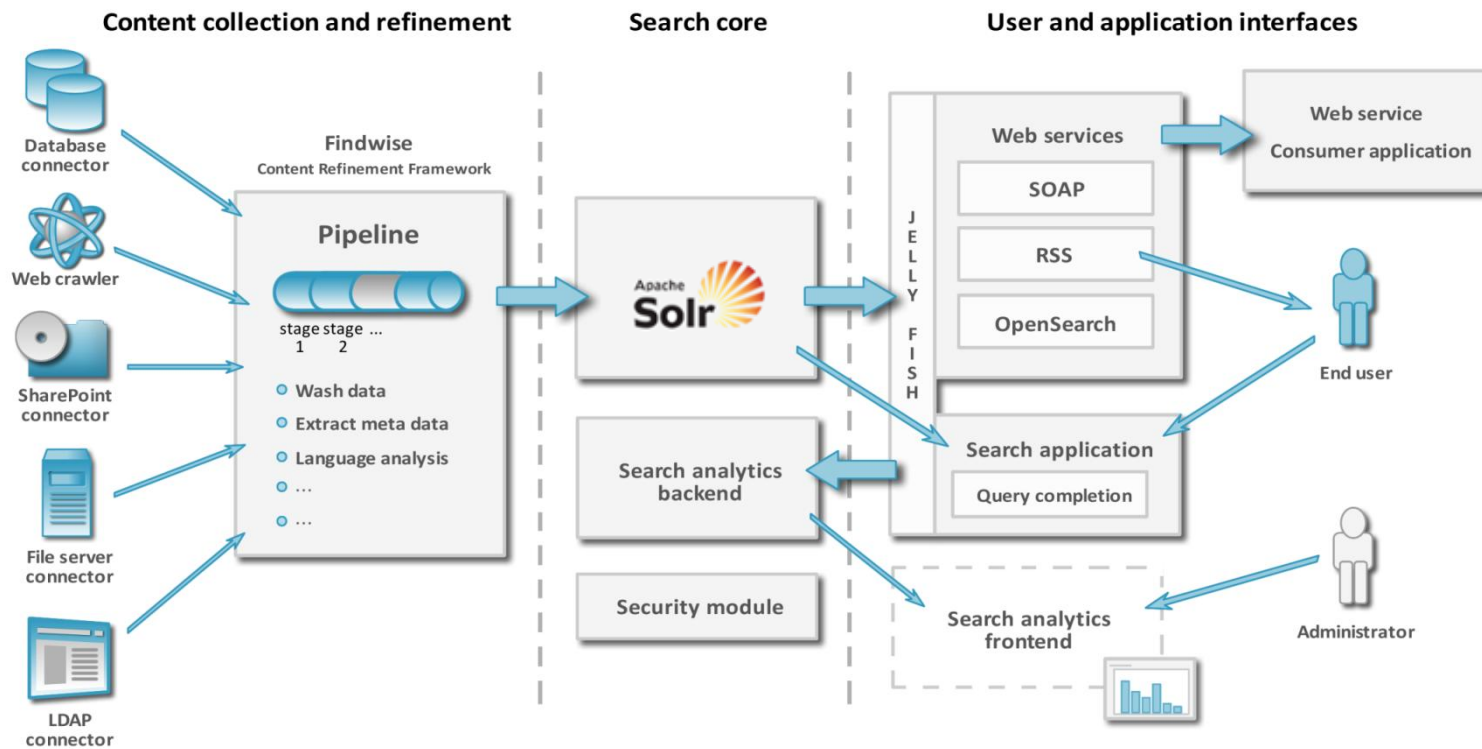 Content collection and refinement
Search core
User and application interfaces
Database
connector
Web crawler
SharePoint
connector
File server
connector
LDAP
connector
Findwise
Content Refinement Framework
Pipeline
stage stage ...
1 2
Wash data
Extract meta data
Language analysis
...
...
Apache
Solr
Search analytics
backend
Security module
JELLY FISH
Web services
SOAP
RSS
OpenSearch
Search application
Query completion
Search analytics
frontend
Web service
Consumer application
End user
Administrator